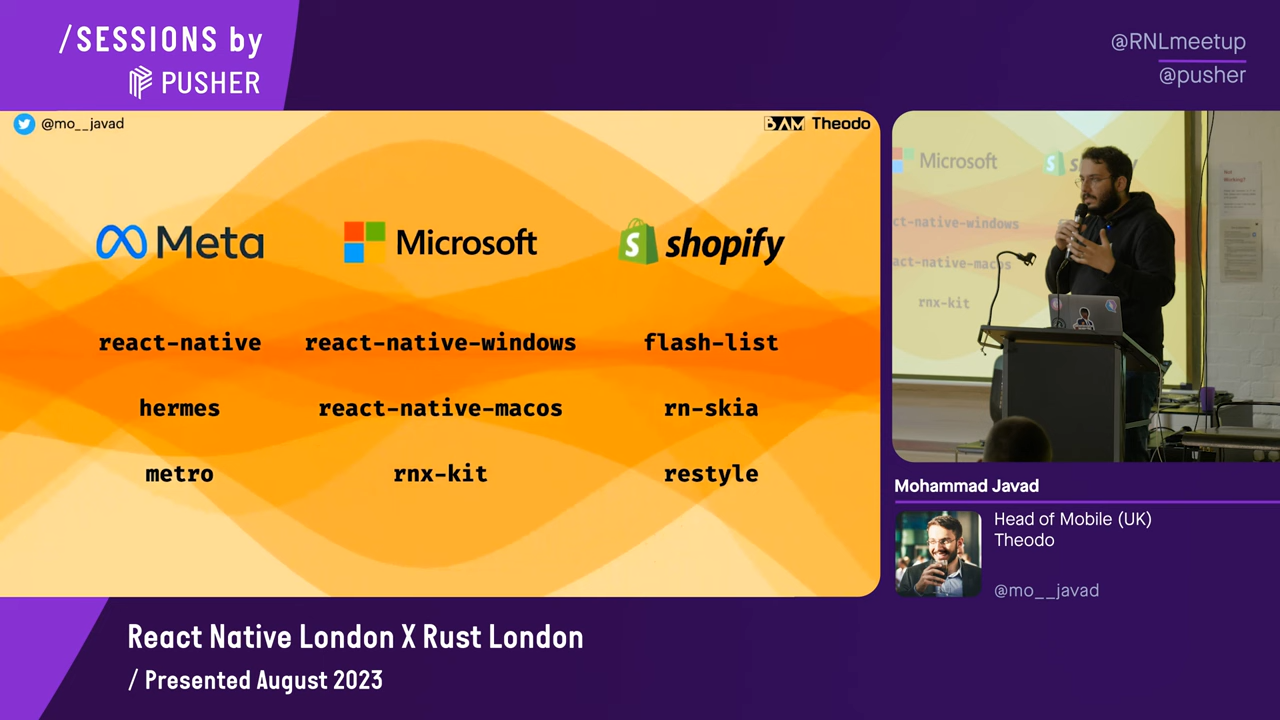 /SESSIONS by
PUSHER
@RNLmeetup
@pusher
@mo__javad
BAM Theodo
Meta
Microsoft
shopify
react-native
react-native-windows
flash-list
hermes
react-native-macos
rn-skia
metro
rnx-kit
restyle
Microsoft
ct-native-windows
act-native-macos
rnx-kit
Not
Working?
Mohammad Javad
Head of Mobile (UK)
Theodo
@mo__javad
React Native London X Rust London
/ Presented August 2023